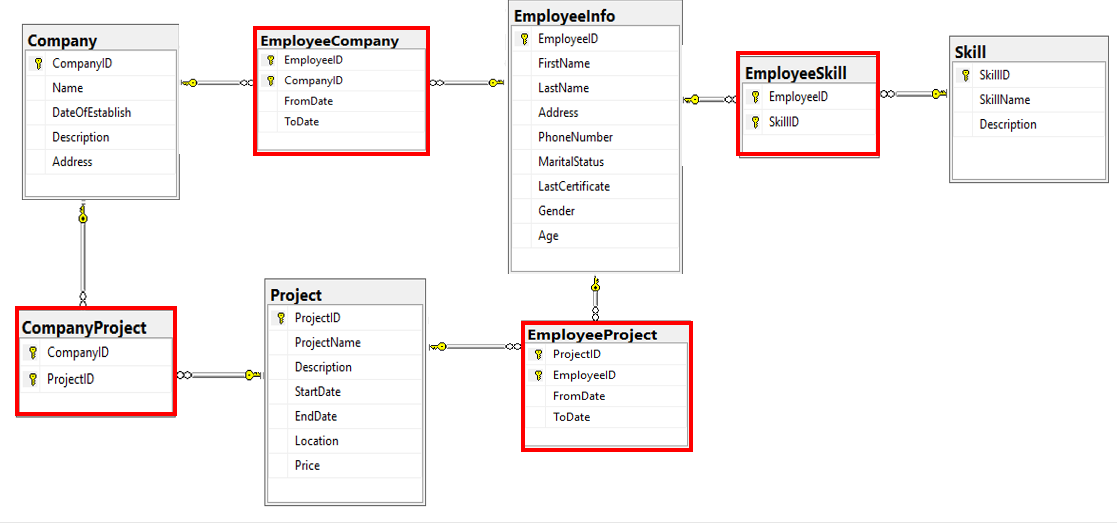 Company
CompanyID
Name
DateOfEstablish
Description
Address
EmployeeCompany
EmployeeID
CompanyID
FromDate
ToDate
EmployeeInfo
EmployeeID
FirstName
LastName
Address
PhoneNumber
MaritalStatus
LastCertificate
Gender
Age
EmployeeSkill
EmployeeID
SkillID
Skill
SkillID
SkillName
Description
CompanyProject
CompanyID
ProjectID
Project
ProjectID
ProjectName
Description
StartDate
EndDate
Location
Price
EmployeeProject
ProjectID
EmployeeID
FromDate
ToDate